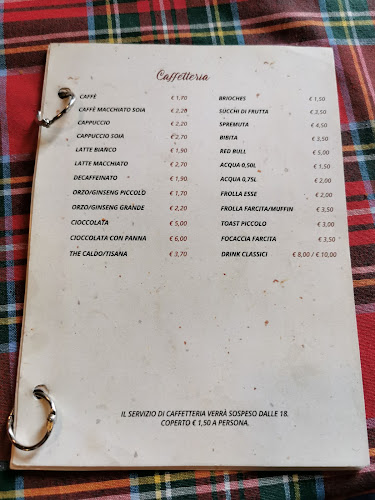 Caffetteria
CAFFÈ € 1,70
CAFFÈ MACCHIATO SOIA € 2,20
CAPPUCCIO € 2,20
CAPPUCCIO SOIA € 2,70
LATTE BIANCO € 1,90
LATTE MACCHIATO € 2,70
DECAFFEINATO € 1,90
ORZO/GINSENG PICCOLO € 1,70
ORZO/GINSENG GRANDE € 2,20
CIOCCOLATA € 5,00
CIOCCOLATA CON PANNA € 6,00
THE CALDO/TISANA € 3,70
BRIOCHES € 1,50
SUCCHI DI FRUTTA € 3,50
SPREMUTA € 4,50
BIBITA € 3,50
RED BULL € 5,00
ACQUA 0,50L € 1,50
ACQUA 0,75L € 2,00
FROLLA ESSE € 2,00
FROLLA FARCITA/MUFFIN € 3,50
TOAST PICCOLO € 3,00
FOCACCIA FARCITA € 3,50
DRINK CLASSICI € 8,00 / € 10,00
IL SERVIZIO DI CAFFETTERIA VERRÀ SOSPESO DALLE 18.
COPERTO € 1,50 A PERSONA.